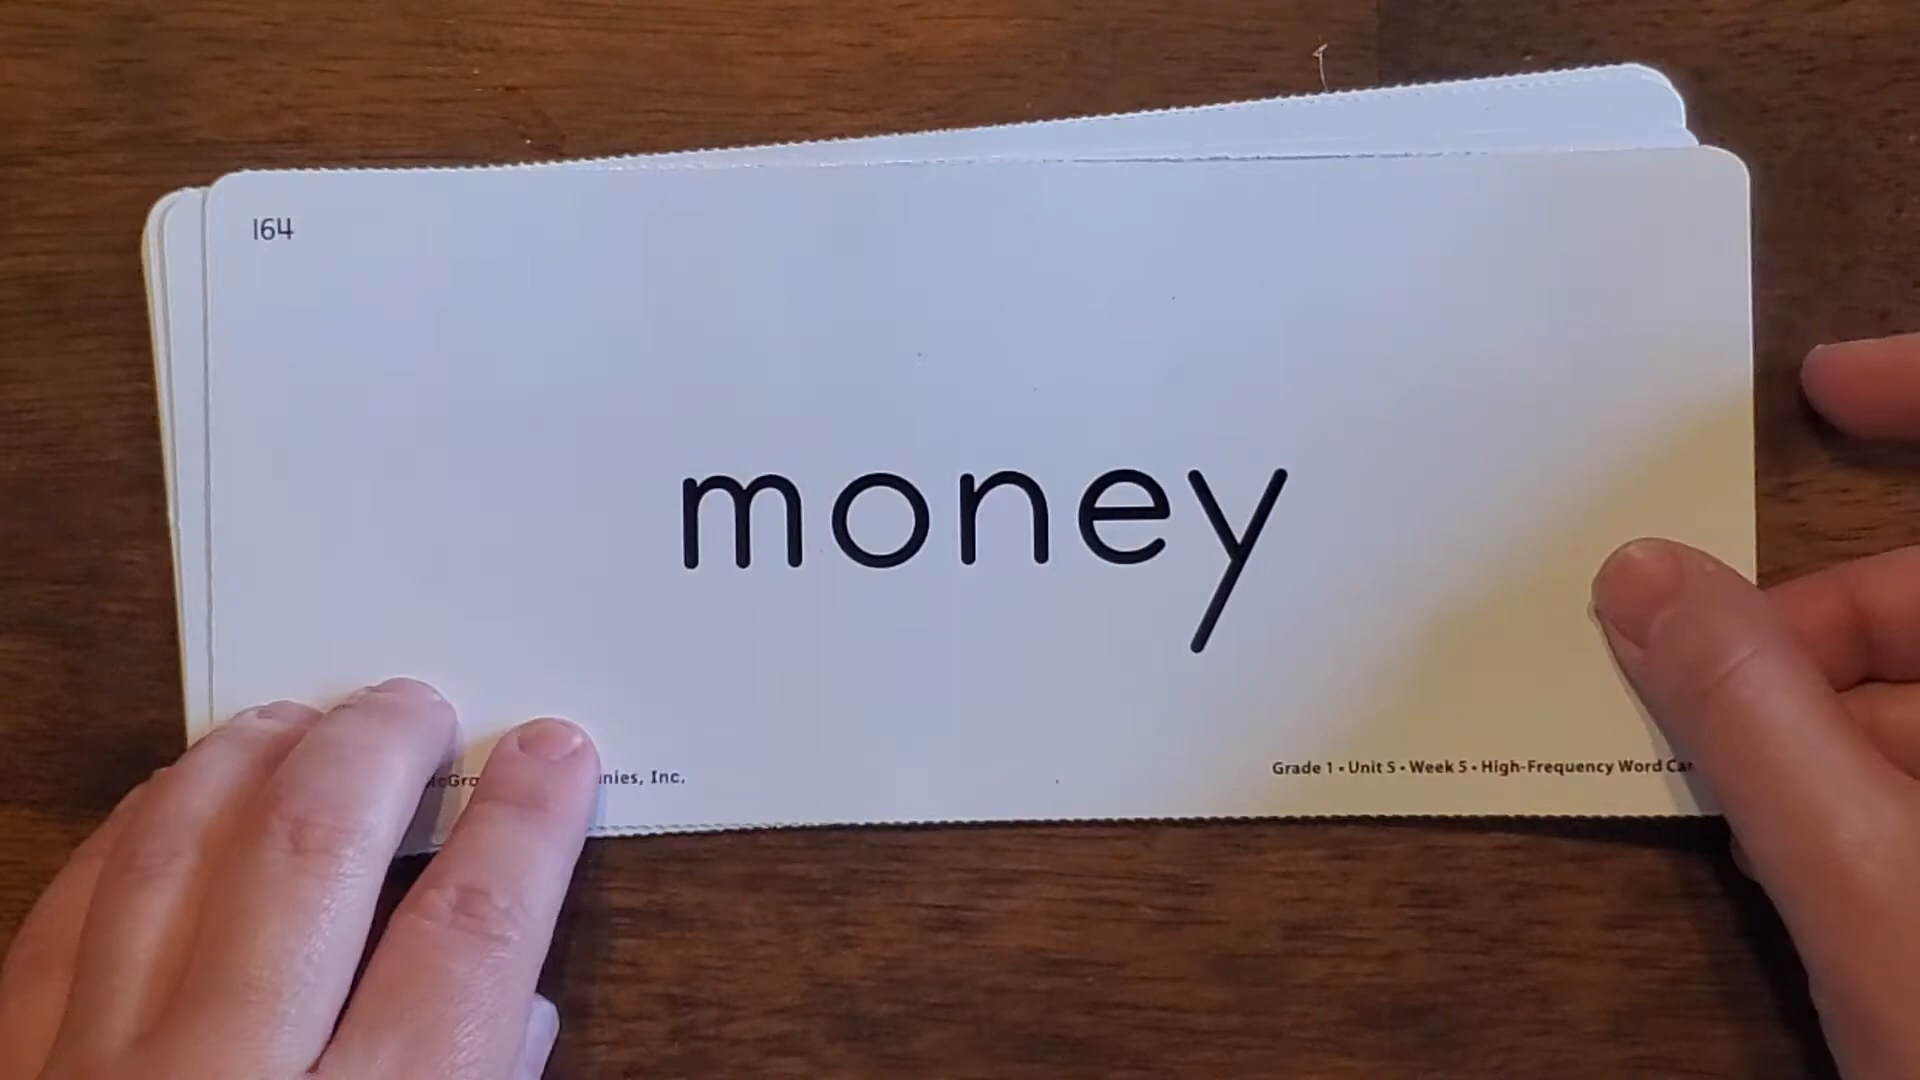 164
money
nies, Inc.
Grade 1 • Unit 5 • Week 5 • High-Frequency Word